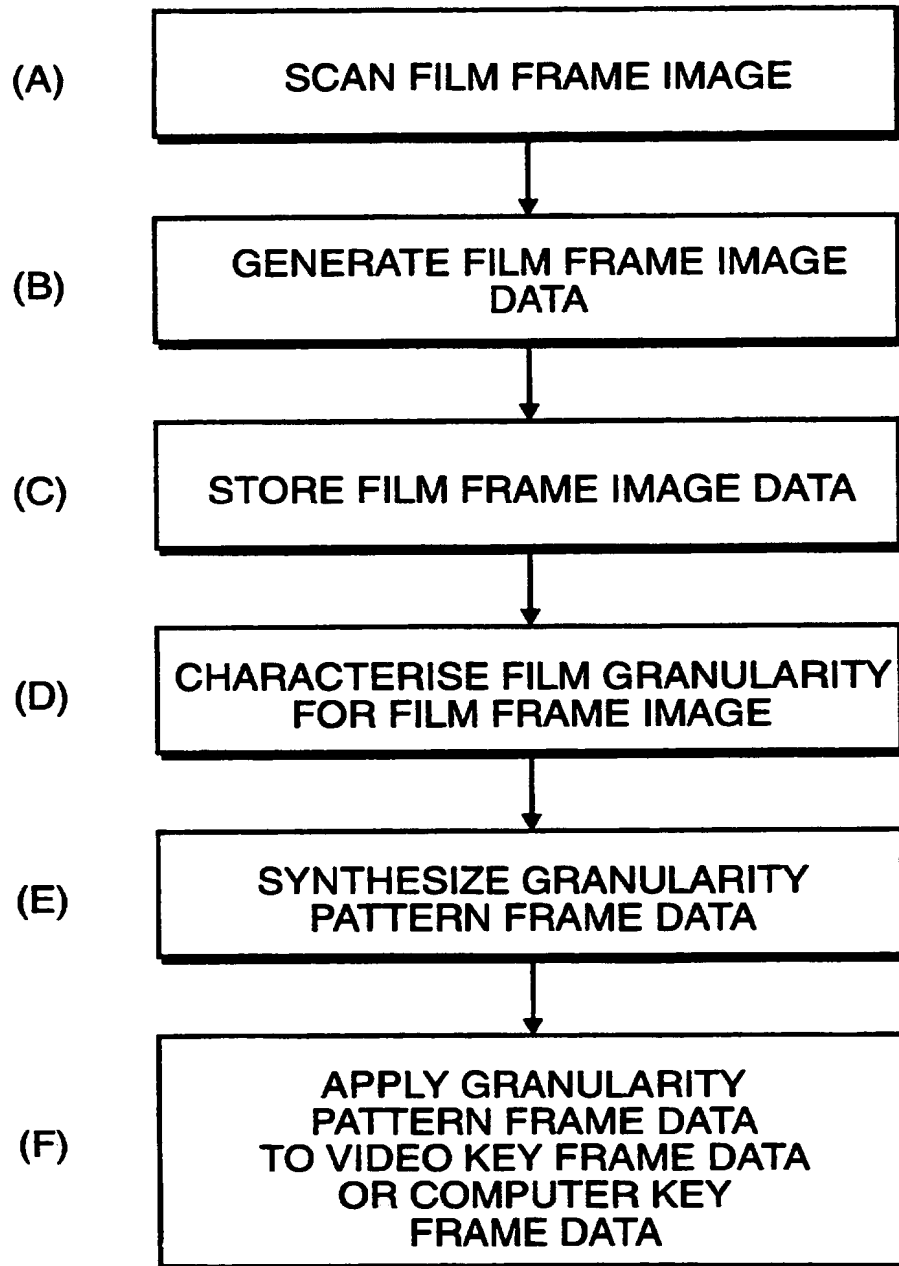 (A)
SCAN FILM FRAME IMAGE
(B)
GENERATE FILM FRAME IMAGE
DATA
(C)
STORE FILM FRAME IMAGE DATA
(D)
CHARACTERISE FILM GRANULARITY
FOR FILM FRAME IMAGE
(E)
SYNTHESIZE GRANULARITY
PATTERN FRAME DATA
(F)
APPLY GRANULARITY
PATTERN FRAME DATA
TO VIDEO KEY FRAME DATA
OR COMPUTER KEY
FRAME DATA